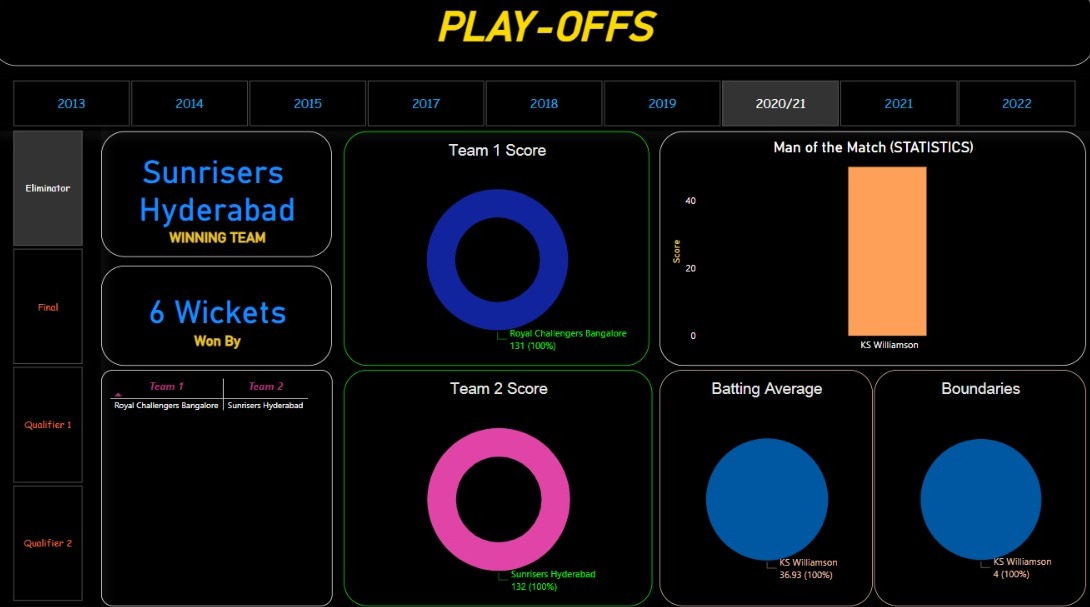 PLAY-OFFS
2013
2014
2015
2017
2018
2019
2020/21
2021
2022
Eliminator
Final
Qualifier 1
Qualifier 2
Sunrisers
Hyderabad
WINNING TEAM
6 Wickets
Won By
Team 1 Team 2
Royal Challengers Bangalore Sunrisers Hyderabad
Team 1 Score
Royal Challengers Bangalore
131 (100%)
Team 2 Score
Sunrisers Hyderabad
132 (100%)
Man of the Match (STATISTICS)
Score
40
20
0
KS Williamson
Batting Average
KS Williamson
36.93 (100%)
Boundaries
KS Williamson
4 (100%)